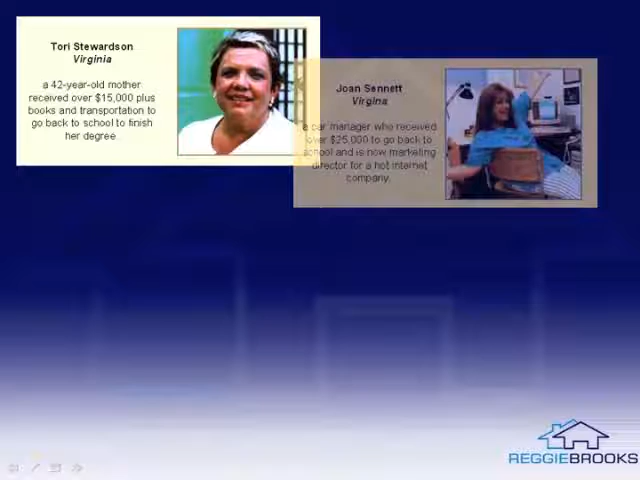 Tori Stewardson
Virginia
a 42-year-old mother
received over $15,000 plus
books and transportation to
go back to school to finish
her degree
Joan Sennett
Virgina
a bar manager who received
over $25,000 to go back to
school and is now marketing
director for a hot internet
company.
REGGIEBROOKS